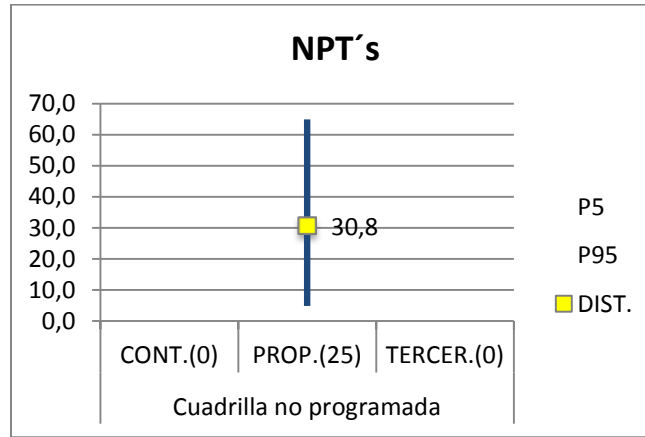 NPT´s
70,0
60,0
50,0
40,0
30,0
20,0
10,0
0,0
30,8
CONT.(0) PROP.(25) TERCER.(0)
Cuadrilla no programada
P5
P95
DIST.